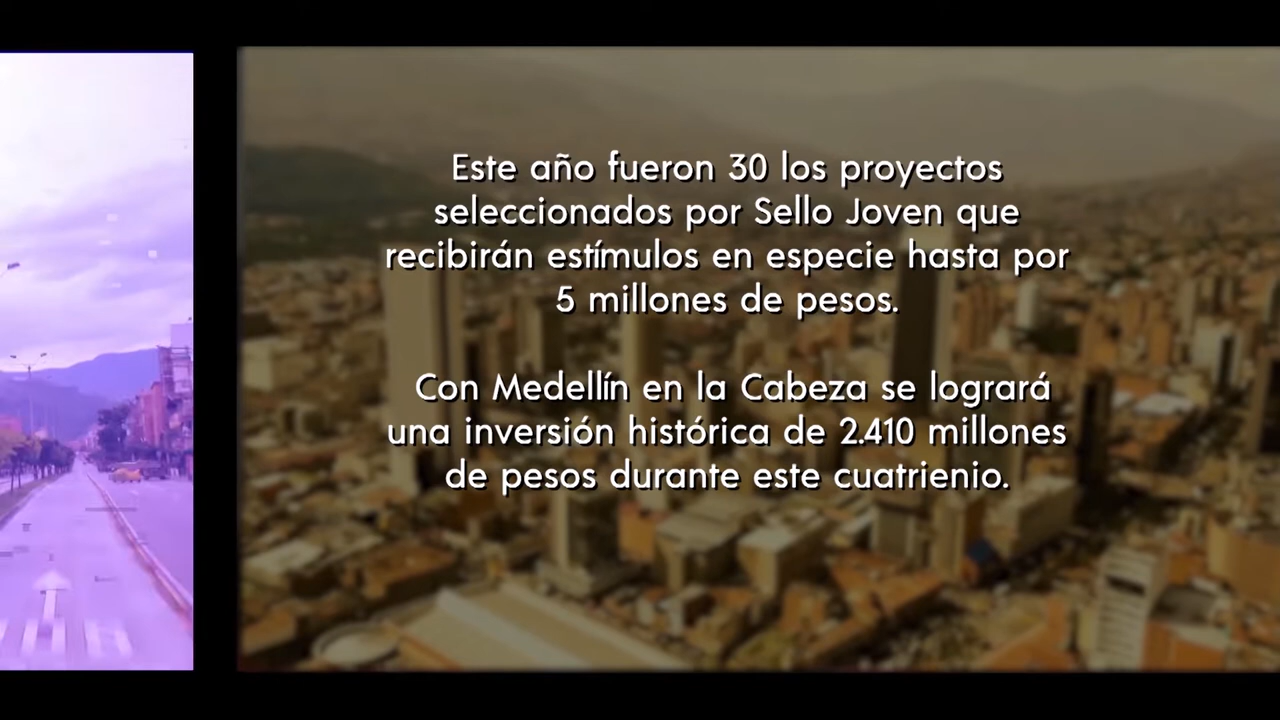 Este año fueron 30 los proyectos
seleccionados por Sello Joven que
recibirán estímulos en especie hasta por
5 millones de pesos.
Con Medellín en la Cabeza se logrará
una inversión histórica de 2.410 millones
de pesos durante este cuatrienio.